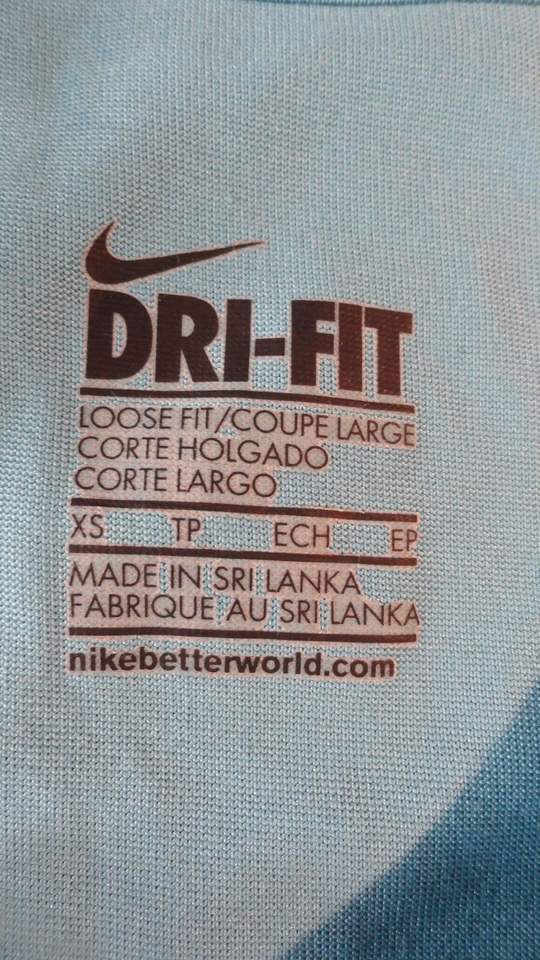 DRI-FIT
LOOSE FIT/COUPE LARGE
CORTE HOLGADO
CORTE LARGO
XS TP ECH EP
MADE IN SRI LANKA
FABRIQUE AU SRI LANKA
nikebetterworld.com